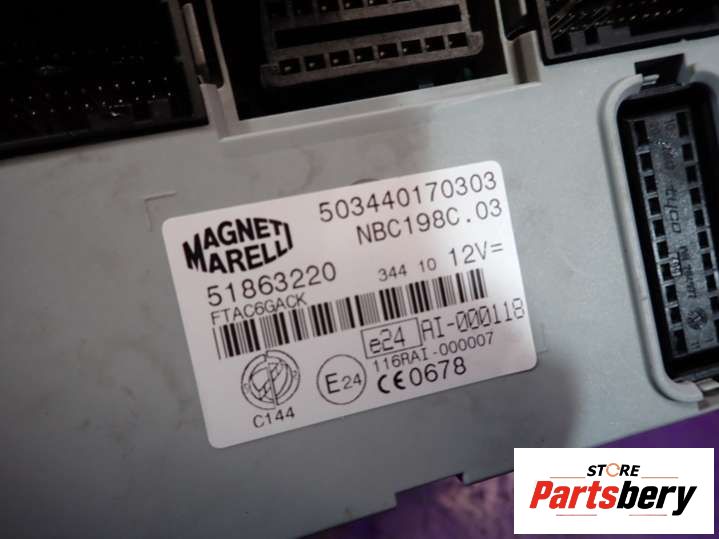 MAGNETI
MARELLI
503440170303
NBC198C.03
51863220
344 10 12V=
FTAC6GACK
e24 AI-000118
116RAI-000007
E24
CE0678
C144
tyco
STORE
Partsbery